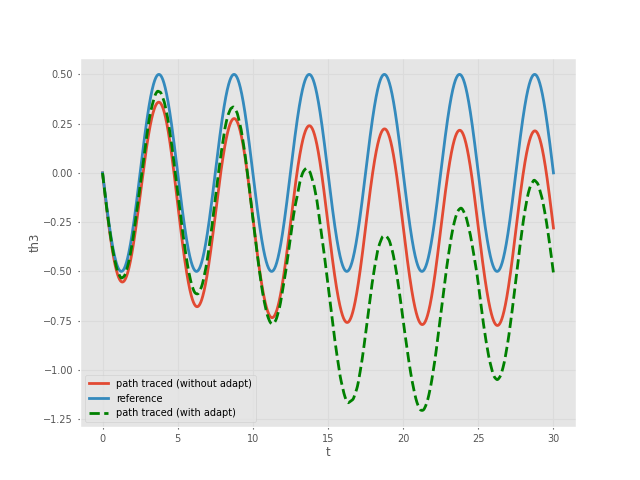 0.50
0.25
0.00
−0.25
−0.50
−0.75
−1.00
−1.25
th3
path traced (without adapt)
reference
path traced (with adapt)
0 5 10 15 20 25 30
t